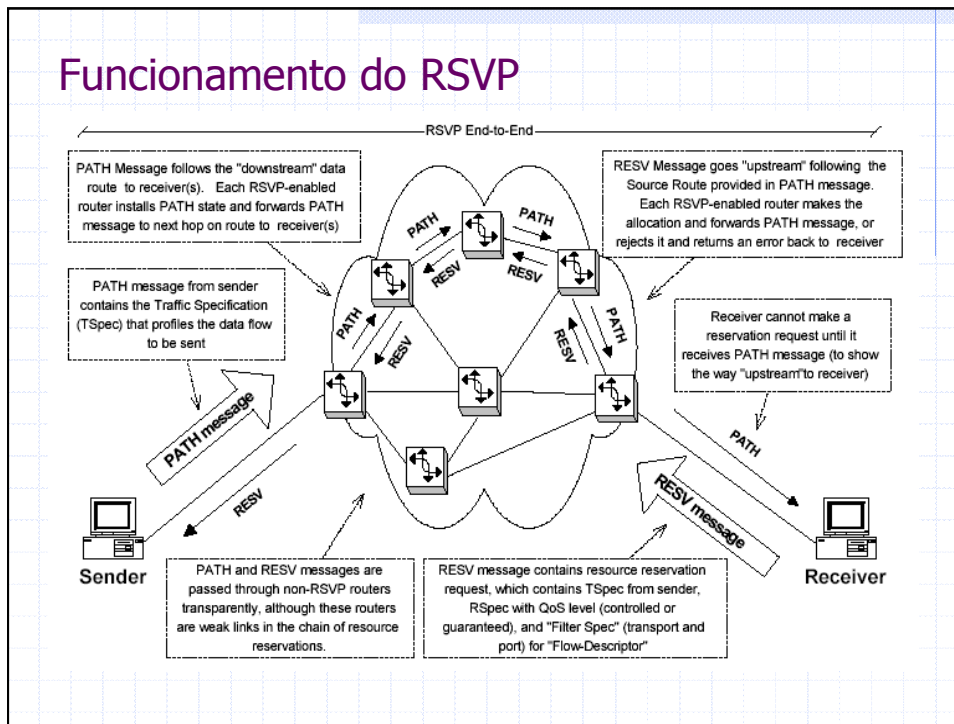 Funcionamento do RSVP
RSVP End-to-End
PATH Message follows the "downstream" data
route to receiver(s). Each RSVP-enabled
router installs PATH state and forwards PATH
message to next hop on route to receiver(s)
RESV Message goes "upstream" following the
Source Route provided in PATH message.
Each RSVP-enabled router makes the
allocation and forwards PATH message, or
rejects it and returns an error back to receiver
PATH message from sender
contains the Traffic Specification
(TSpec) that profiles the data flow
to be sent
Receiver cannot make a
reservation request until it
receives PATH message (to show
the way "upstream"to receiver)
PATH
RESV
PATH
RESV
PATH
RESV
PATH
RESV
PATH message
RESV
PATH
RESV message
Sender
Receiver
PATH and RESV messages are
passed through non-RSVP routers
transparently, although these routers
are weak links in the chain of resource
reservations.
RESV message contains resource reservation
request, which contains TSpec from sender,
RSpec with QoS level (controlled or
guaranteed), and "Filter Spec" (transport and
port) for "Flow-Descriptor"